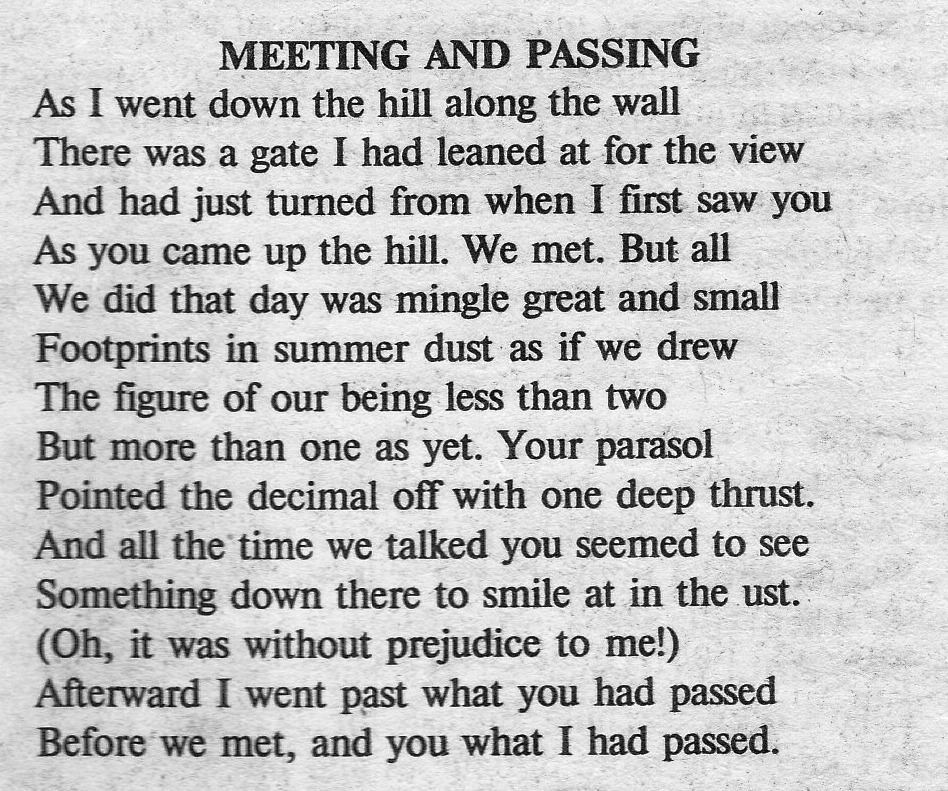 MEETING AND PASSING
As I went down the hill along the wall
There was a gate I had leaned at for the view
And had just turned from when I first saw you
As you came up the hill. We met. But all
We did that day was mingle great and small
Footprints in summer dust as if we drew
The figure of our being less than two
But more than one as yet. Your parasol
Pointed the decimal off with one deep thrust.
And all the time we talked you seemed to see
Something down there to smile at in the ust.
(Oh, it was without prejudice to me!)
Afterward I went past what you had passed
Before we met, and you what I had passed.